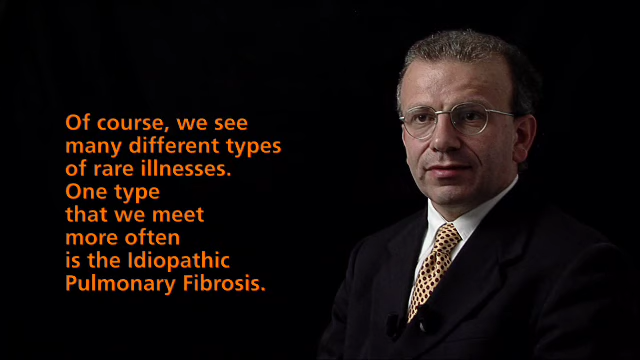 Of course, we see
many different types
of rare illnesses.
One type
that we meet
more often
is the Idiopathic
Pulmonary Fibrosis.